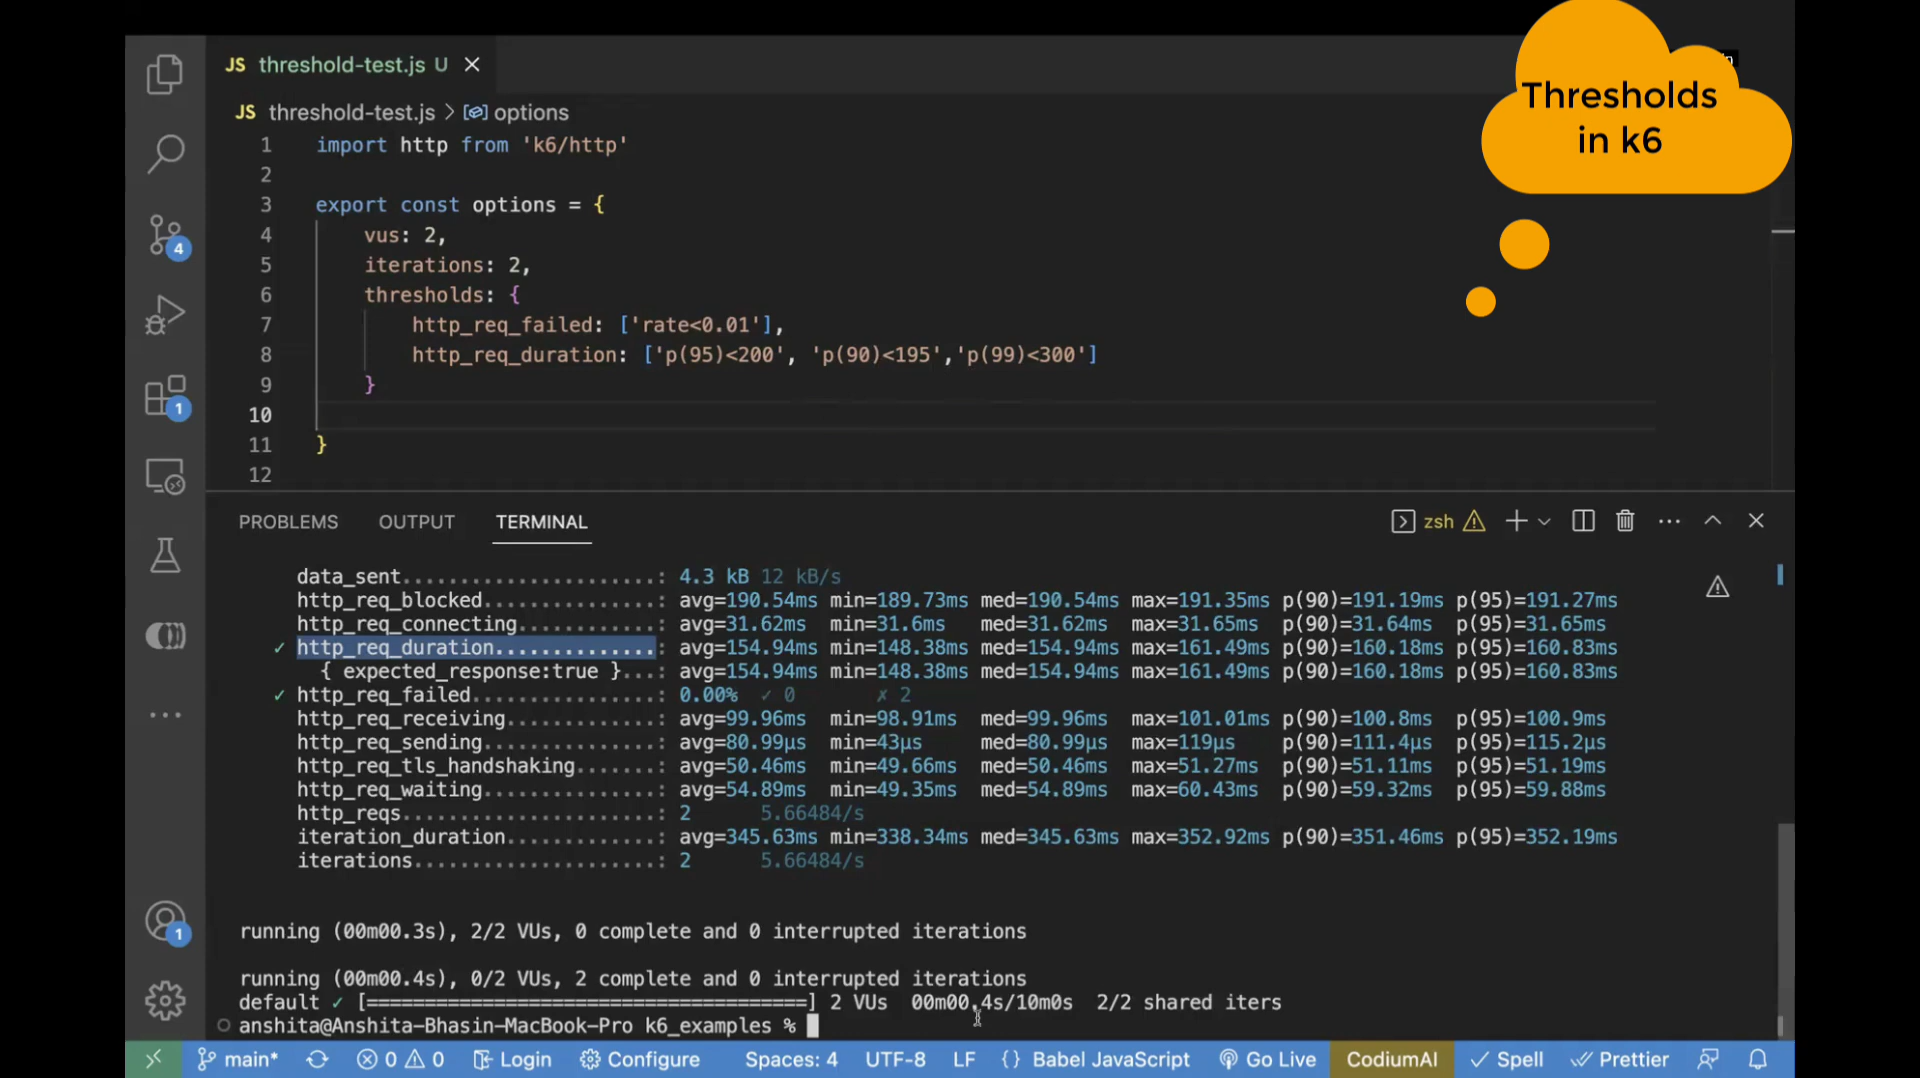 Thresholds
in k6
JS threshold-test.js U
JS threshold-test.js > options
1 import http from 'k6/http'
2
3 export const options = {
4 vus: 2,
5 iterations: 2,
6 thresholds: {
7 http_req_failed: ['rate<0.01'],
8 http_req_duration: ['p(95)<200', 'p(90)<195','p(99)<300']
9 }
10
11 }
12
4
1
1
PROBLEMS OUTPUT TERMINAL
zsh
data_sent......................: 4.3 kB 12 kB/s
http_req_blocked...............: avg=190.54ms min=189.73ms med=190.54ms max=191.35ms p(90)=191.19ms p(95)=191.27ms
http_req_connecting............: avg=31.62ms min=31.6ms med=31.62ms max=31.65ms p(90)=31.64ms p(95)=31.65ms
✓ http_req_duration..............: avg=154.94ms min=148.38ms med=154.94ms max=161.49ms p(90)=160.18ms p(95)=160.83ms
{ expected_response:true }...: avg=154.94ms min=148.38ms med=154.94ms max=161.49ms p(90)=160.18ms p(95)=160.83ms
✓ http_req_failed................: 0.00% ✓ 0 ✗ 2
http_req_receiving.............: avg=99.96ms min=98.91ms med=99.96ms max=101.01ms p(90)=100.8ms p(95)=100.9ms
http_req_sending...............: avg=80.99µs min=43µs med=80.99µs max=119µs p(90)=111.4µs p(95)=115.2µs
http_req_tls_handshaking.......: avg=50.46ms min=49.66ms med=50.46ms max=51.27ms p(90)=51.11ms p(95)=51.19ms
http_req_waiting...............: avg=54.89ms min=49.35ms med=54.89ms max=60.43ms p(90)=59.32ms p(95)=59.88ms
http_reqs......................: 2 5.66484/s
iteration_duration.............: avg=345.63ms min=338.34ms med=345.63ms max=352.92ms p(90)=351.46ms p(95)=352.19ms
iterations.....................: 2 5.66484/s
running (00m00.3s), 2/2 VUs, 0 complete and 0 interrupted iterations
running (00m00.4s), 0/2 VUs, 2 complete and 0 interrupted iterations
default ✓ [======================================] 2 VUs 00m00.4s/10m0s 2/2 shared iters
anshita@Anshita-Bhasin-MacBook-Pro k6_examples %
main* 0 0 Login Configure Spaces: 4 UTF-8 LF {} Babel JavaScript Go Live CodiumAI Spell Prettier